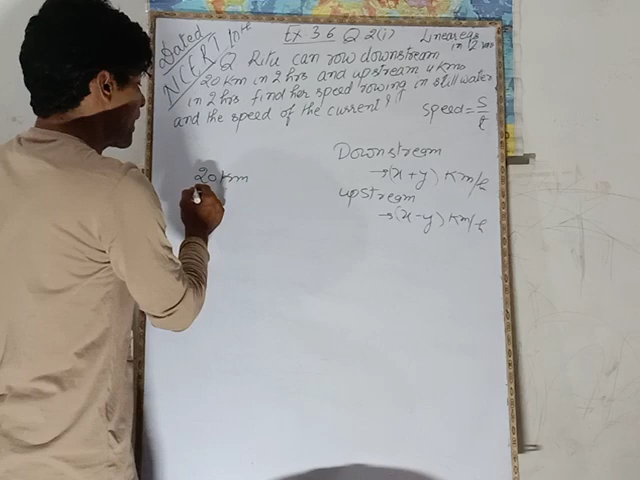 Dated
NCERT 10th
Ex 3.6 Q 2(i)
Linear eqs
in 2 var
Q Ritu can row downstream
20 km in 2 hrs and upstream 4 kms
in 2 hrs find her speed rowing in still water
and the speed of the current?
Speed = S/t
Downstream
→(x + y) Km/h
upstream
→(x - y) Km/h
20 km